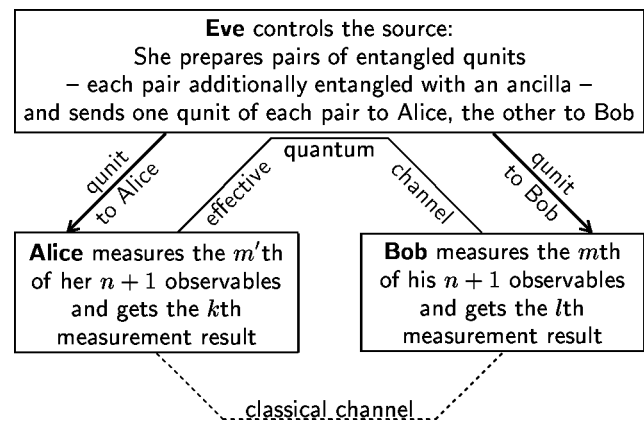 Eve controls the source:
She prepares pairs of entangled qunits
– each pair additionally entangled with an ancilla –
and sends one qunit of each pair to Alice, the other to Bob
qunit
to Alice
effective
quantum
channel
qunit
to Bob
Alice measures the m′th
of her n + 1 observables
and gets the kth
measurement result
Bob measures the mth
of his n + 1 observables
and gets the lth
measurement result
classical channel